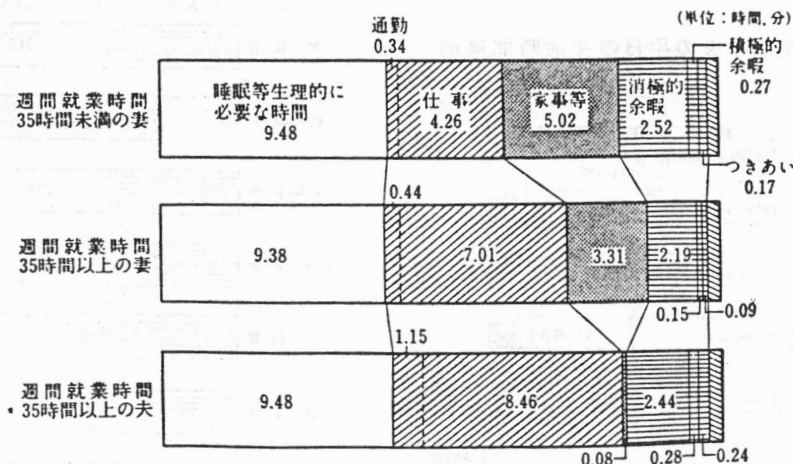 (単位：時間,分)
通勤
0.34
積極的
余暇
0.27
週間就業時間
35時間未満の妻
睡眠等生理的に
必要な時間
9.48
仕事
4.26
家事等
5.02
消極的
余暇
2.52
つきあい
0.17
0.44
週間就業時間
35時間以上の妻
9.38
7.01
3.31
2.19
0.15
0.09
1.15
週間就業時間
35時間以上の夫
9.48
8.46
2.44
0.08
0.28
0.24